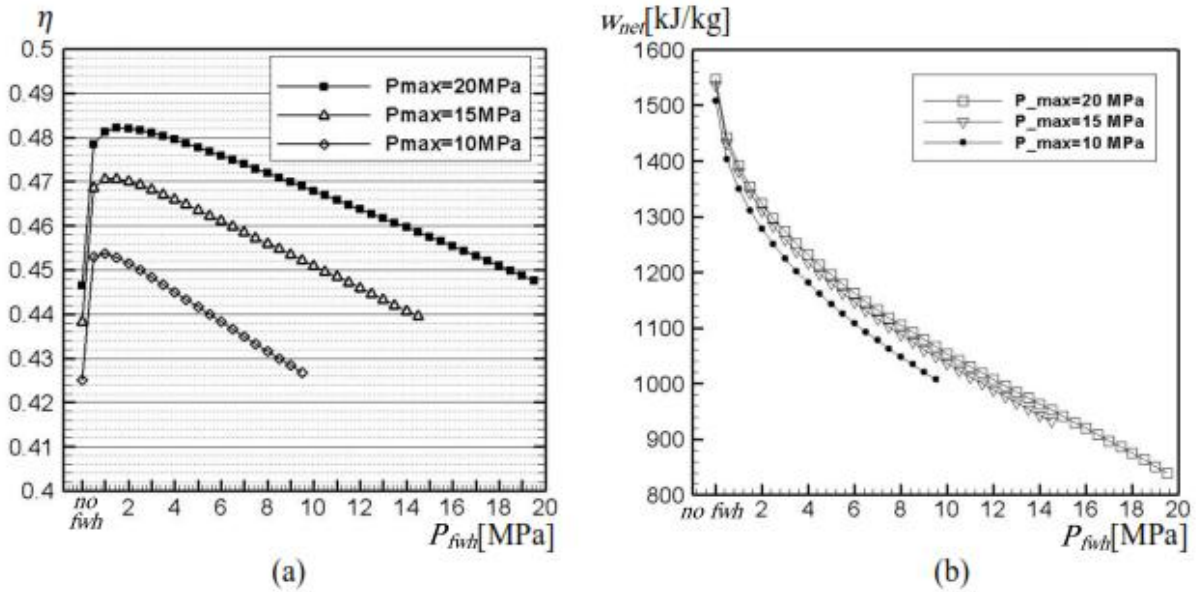 η
0.5
0.49
0.48
0.47
0.46
0.45
0.44
0.43
0.42
0.41
0.4
Pmax=20MPa
Pmax=15MPa
Pmax=10MPa
no fwh
2 4 6 8 10 12 14 16 18 20
P_fwh[MPa]
(a)
w_net[kJ/kg]
1600
1500
1400
1300
1200
1100
1000
900
800
P_max=20 MPa
P_max=15 MPa
P_max=10 MPa
no fwh 2 4 6 8 10 12 14 16 18 20
P_fwh[MPa]
(b)